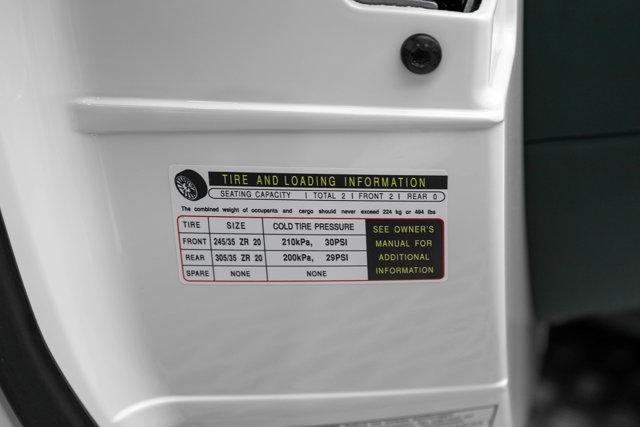 TIRE AND LOADING INFORMATION
SEATING CAPACITY | TOTAL 2 | FRONT 2 | REAR 0
The combined weight of occupants and cargo should never exceed 224 kg or 494 lbs
TIRE SIZE COLD TIRE PRESSURE
FRONT 245/35 ZR 20 210kPa, 30PSI
REAR 305/35 ZR 20 200kPa, 29PSI
SPARE NONE NONE
SEE OWNER'S
MANUAL FOR
ADDITIONAL
INFORMATION